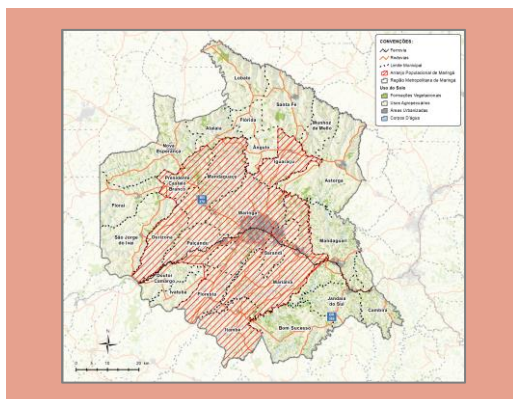 CONVENÇÕES:
Ferrovia
Rodovias
Limite Municipal
Arranjo Populacional de Maringá
Região Metropolitana de Maringá
Uso do Solo
Formações Vegetacionais
Usos Agropecuários
Áreas Urbanizadas
Corpos D'água
Lobato
Santa Fé
Flórida
Munhoz
de Mello
Atalaia
Nova
Esperança
Ângulo
Iguaraçu
Presidente
Castelo
Branco
Mandaguaçu
Astorga
Floraí
Maringá
São Jorge
do Ivaí
Ourizona
Paiçandu
Mandaguari
Sarandi
Doutor
Camargo
Marialva
Ivatuba
Floresta
Jandaia
do Sul
Cambira
Itambé
Bom Sucesso
N
20 km